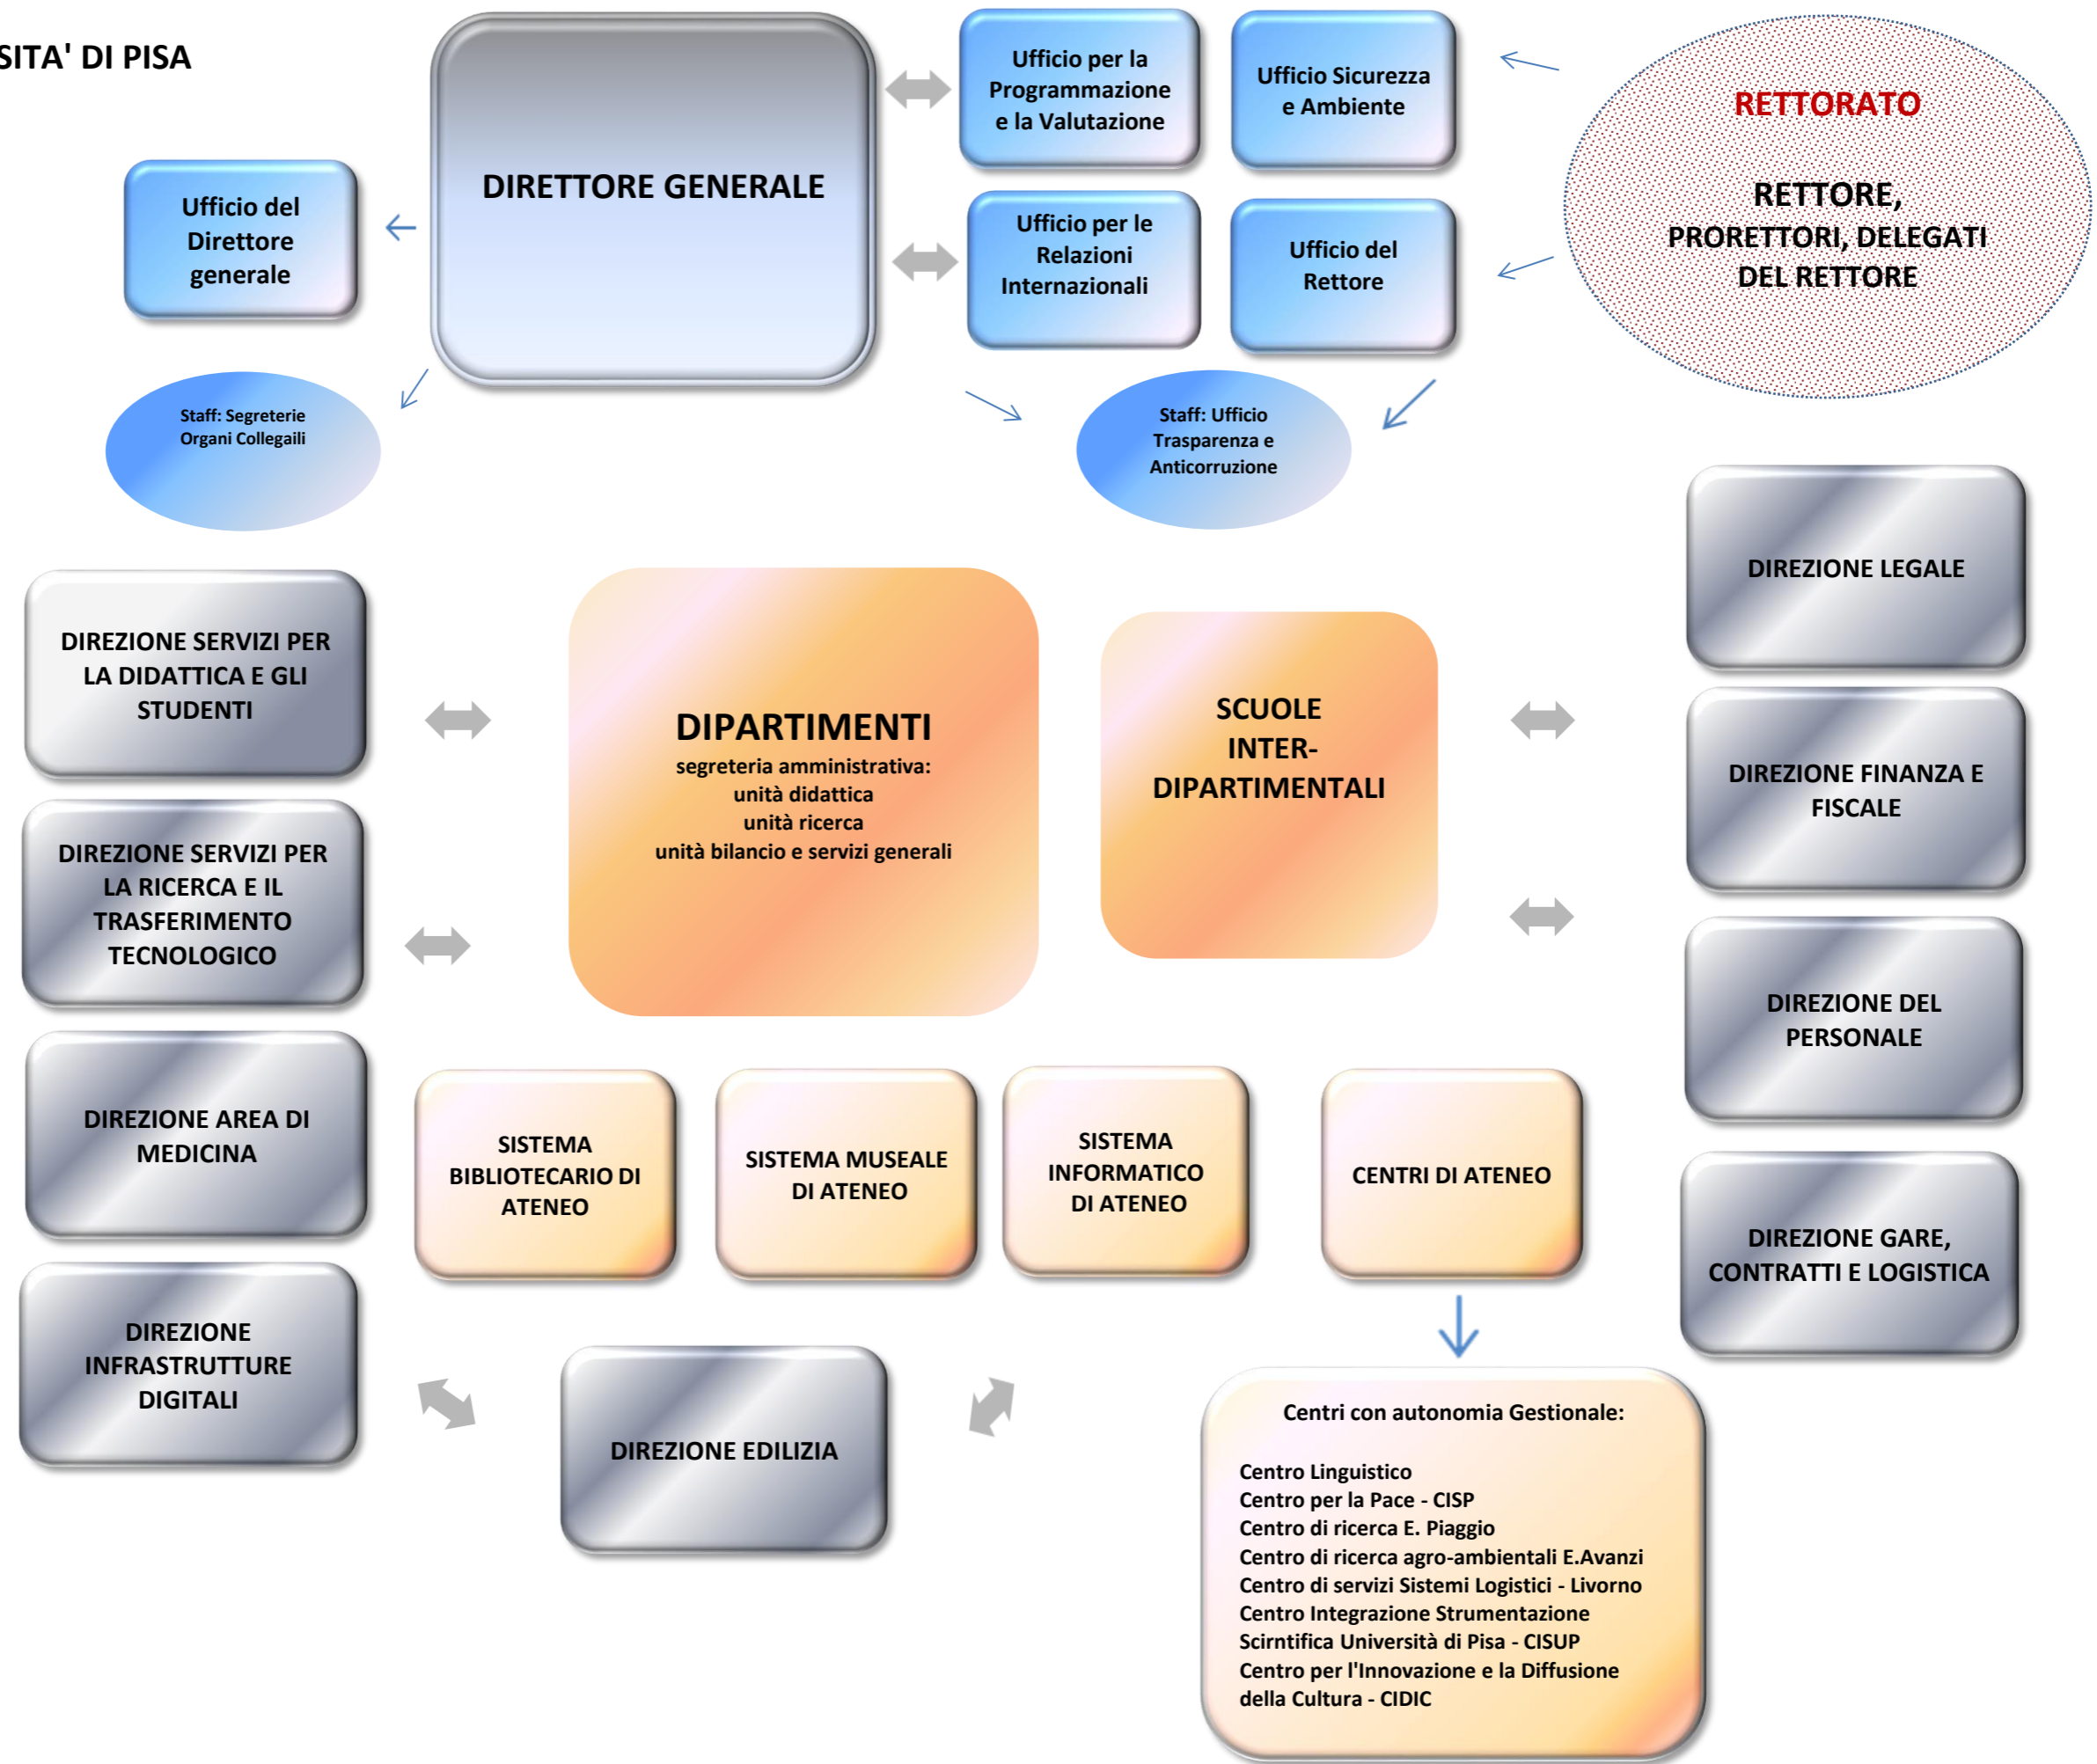 SITA' DI PISA
DIRETTORE GENERALE
Ufficio del
Direttore
generale
Ufficio per la
Programmazione
e la Valutazione
Ufficio Sicurezza
e Ambiente
Ufficio per le
Relazioni
Internazionali
Ufficio del
Rettore
RETTORATO
RETTORE,
PRORETTORI, DELEGATI
DEL RETTORE
Staff: Segreterie
Organi Collegaili
Staff: Ufficio
Trasparenza e
Anticorruzione
DIREZIONE SERVIZI PER
LA DIDATTICA E GLI
STUDENTI
DIREZIONE SERVIZI PER
LA RICERCA E IL
TRASFERIMENTO
TECNOLOGICO
DIREZIONE AREA DI
MEDICINA
DIREZIONE
INFRASTRUTTURE
DIGITALI
DIPARTIMENTI
segreteria amministrativa:
unità didattica
unità ricerca
unità bilancio e servizi generali
SCUOLE
INTER-
DIPARTIMENTALI
DIREZIONE LEGALE
DIREZIONE FINANZA E
FISCALE
DIREZIONE DEL
PERSONALE
DIREZIONE GARE,
CONTRATTI E LOGISTICA
SISTEMA
BIBLIOTECARIO DI
ATENEO
SISTEMA MUSEALE
DI ATENEO
SISTEMA
INFORMATICO
DI ATENEO
CENTRI DI ATENEO
DIREZIONE EDILIZIA
Centri con autonomia Gestionale:
Centro Linguistico
Centro per la Pace - CISP
Centro di ricerca E. Piaggio
Centro di ricerca agro-ambientali E.Avanzi
Centro di servizi Sistemi Logistici - Livorno
Centro Integrazione Strumentazione
Scirntifica Università di Pisa - CISUP
Centro per l'Innovazione e la Diffusione
della Cultura - CIDIC